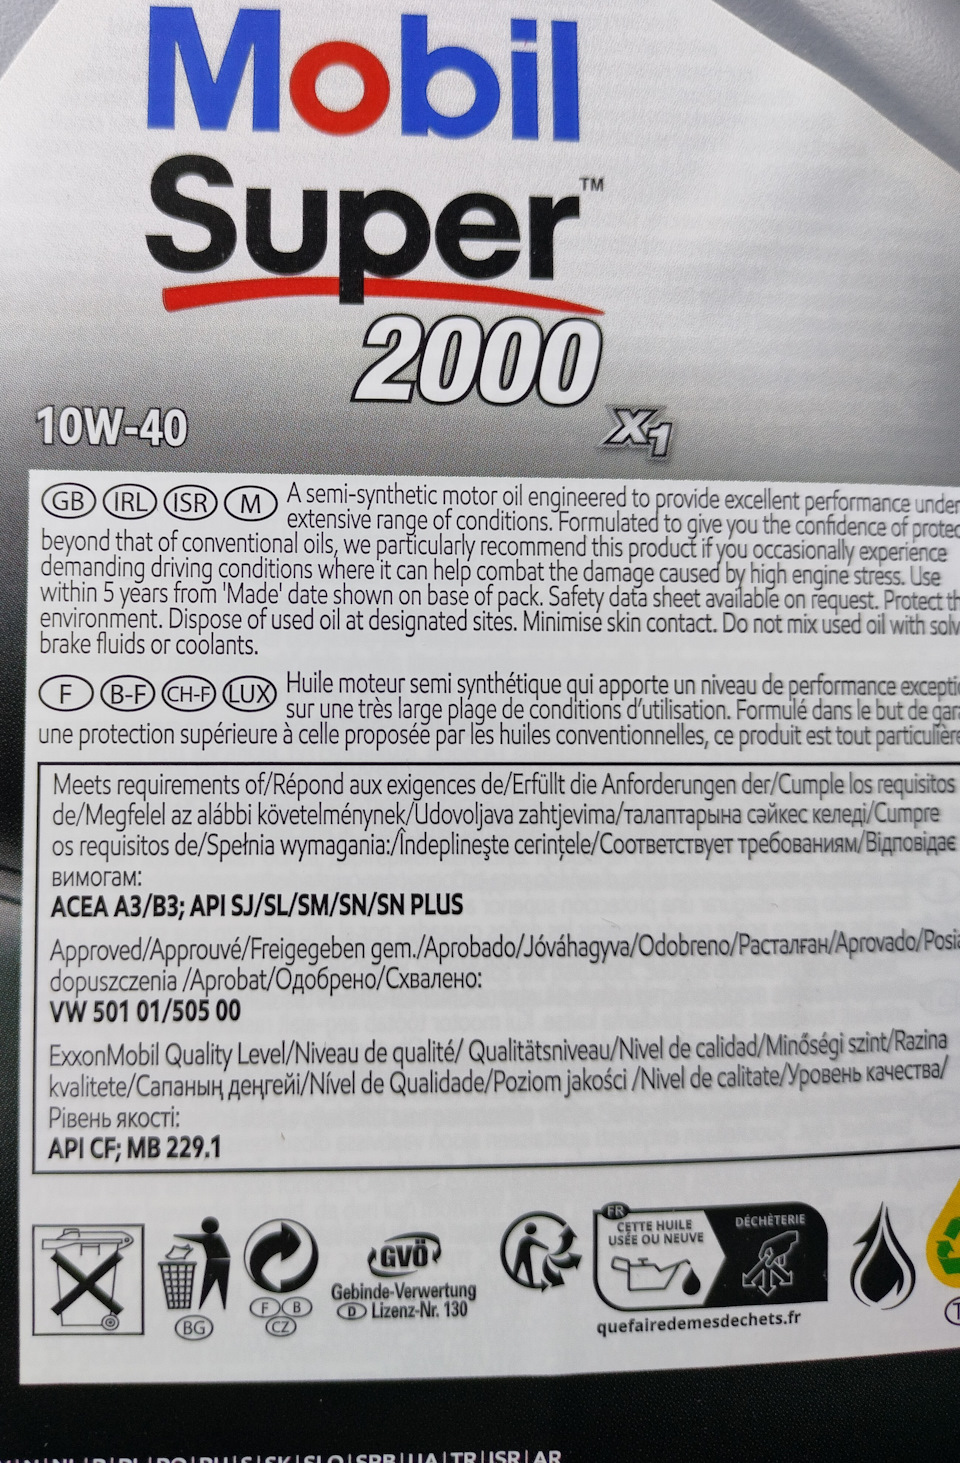 Mobil
Super™
2000
X1
10W-40
GB IRL ISR M A semi-synthetic motor oil engineered to provide excellent performance under
extensive range of conditions. Formulated to give you the confidence of protec
beyond that of conventional oils, we particularly recommend this product if you occasionally experience
demanding driving conditions where it can help combat the damage caused by high engine stress. Use
within 5 years from 'Made' date shown on base of pack. Safety data sheet available on request. Protect th
environment. Dispose of used oil at designated sites. Minimise skin contact. Do not mix used oil with solv
brake fluids or coolants.
F B-F CH-F LUX Huile moteur semi synthétique qui apporte un niveau de performance excepti
sur une très large plage de conditions d'utilisation. Formulé dans le but de gara
une protection supérieure à celle proposée par les huiles conventionnelles, ce produit est tout particulière
Meets requirements of/Répond aux exigences de/Erfüllt die Anforderungen der/Cumple los requisitos
de/Megfelel az alábbi követelménynek/Udovoljava zahtjevima/талаптарына сәйкес келеді/Cumpre
os requisitos de/Spełnia wymagania:/Îndeplineşte cerinţele/Соответствует требованиям/Відповідає
вимогам:
ACEA A3/B3; API SJ/SL/SM/SN/SN PLUS
Approved/Approuvé/Freigegeben gem./Aprobado/Jóváhagyva/Odobreno/Расталған/Aprovado/Posia
dopuszczenia /Aprobat/Одобрено/Схвалено:
VW 501 01/505 00
ExxonMobil Quality Level/Niveau de qualité/ Qualitätsniveau/Nivel de calidad/Minőségi szint/Razina
kvalitete/Сапаның деңгейі/Nível de Qualidade/Poziom jakości /Nivel de calitate/Уровень качества/
Рівень якості:
API CF; MB 229.1
BG
F B
CZ
GVÖ
Gebinde-Verwertung
D Lizenz-Nr. 130
FR
CETTE HUILE
USÉE OU NEUVE
DÉCHÈTERIE
quefairedemesdechets.fr
NL|P|PL|RO|RU|S|SK|SLO|SRB|UA|TR|ISR|AR